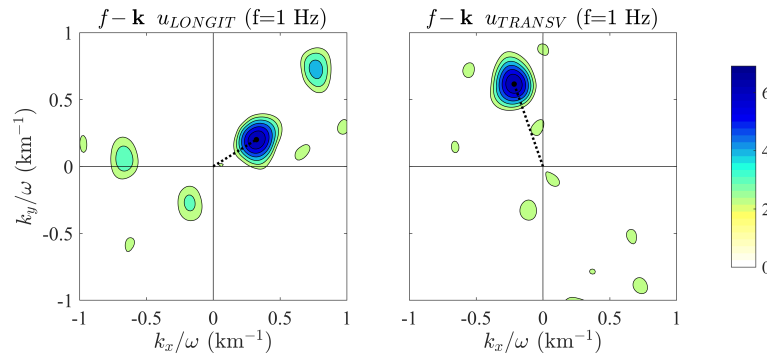 f − k u_LONGIT (f=1 Hz)
f − k u_TRANSV (f=1 Hz)
1
0.5
0
-0.5
-1
k_y/ω (km⁻¹)
-1 -0.5 0 0.5 1
k_x/ω (km⁻¹)
-1 -0.5 0 0.5 1
k_x/ω (km⁻¹)
6
4
2
0